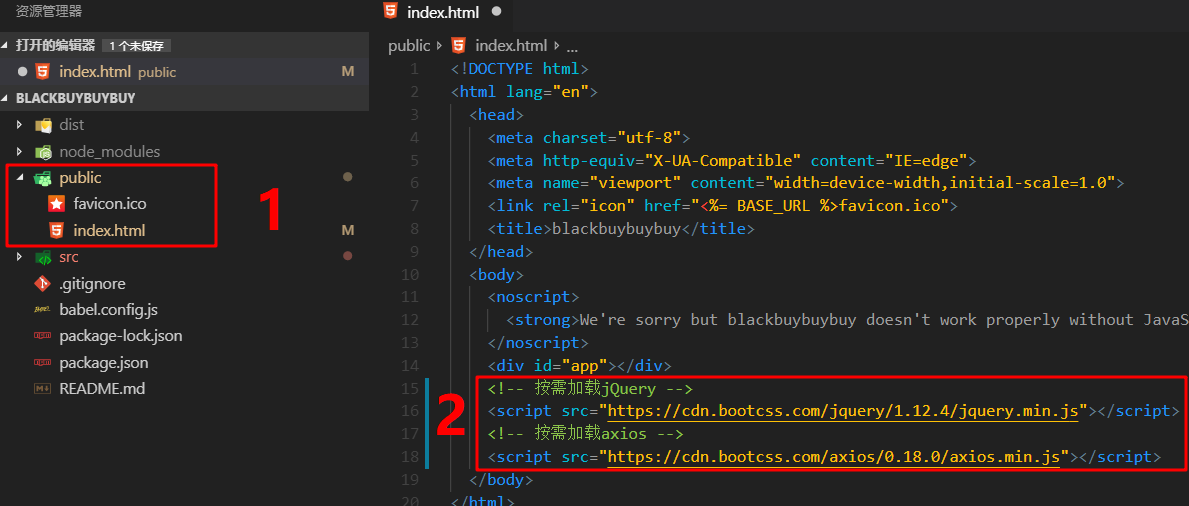 资源管理器
打开的编辑器 1 个未保存
index.html public M
BLACKBUYBUYBUY
dist
node_modules
public
favicon.ico
index.html M
src
.gitignore
babel.config.js
package-lock.json
package.json
README.md
1
index.html
public index.html ...
1 <!DOCTYPE html>
2 <html lang="en">
3 <head>
4 <meta charset="utf-8">
5 <meta http-equiv="X-UA-Compatible" content="IE=edge">
6 <meta name="viewport" content="width=device-width,initial-scale=1.0">
7 <link rel="icon" href="<%= BASE_URL %>favicon.ico">
8 <title>blackbuybuybuy</title>
9 </head>
10 <body>
11 <noscript>
12 <strong>We're sorry but blackbuybuybuy doesn't work properly without JavaS
13 </noscript>
14 <div id="app"></div>
15 <!-- 按需加载jQuery -->
16 <script src="https://cdn.bootcss.com/jquery/1.12.4/jquery.min.js"></script>
17 <!-- 按需加载axios -->
18 <script src="https://cdn.bootcss.com/axios/0.18.0/axios.min.js"></script>
19 </body>
20 </html>
2